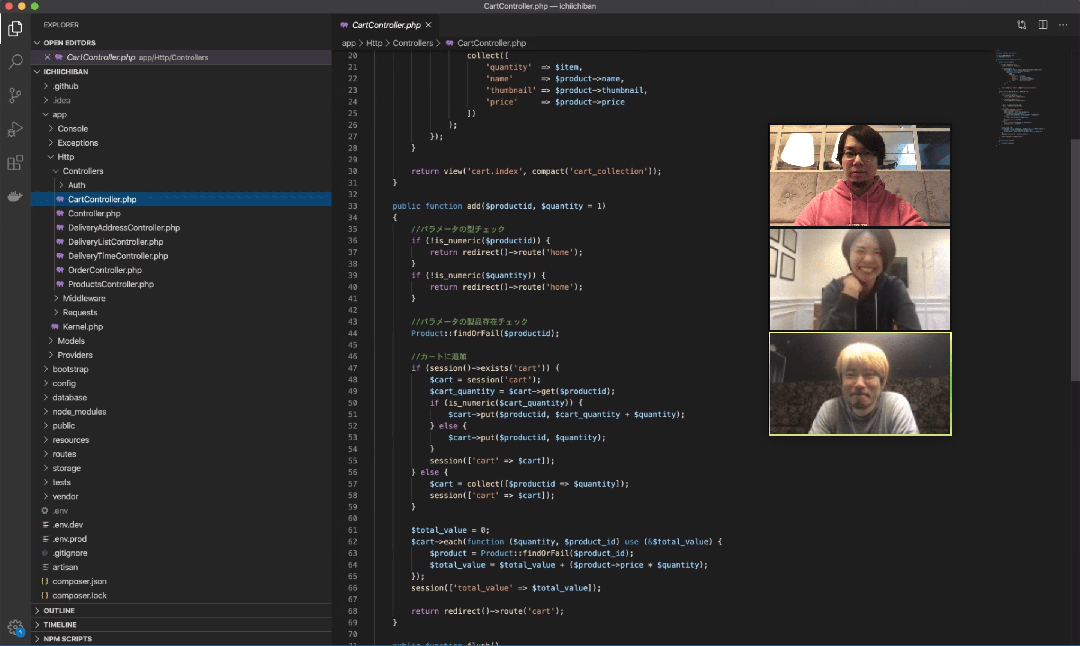 CartController.php — ichiichiban
EXPLORER
OPEN EDITORS
CartController.php app/Http/Controllers
ICHIICHIBAN
.github
.idea
app
Console
Exceptions
Http
Controllers
Auth
CartController.php
Controller.php
DeliveryAddressController.php
DeliveryListController.php
DeliveryTimeController.php
OrderController.php
ProductsController.php
Middleware
Requests
Kernel.php
Models
Providers
bootstrap
config
database
node_modules
public
resources
routes
storage
tests
vendor
.env
.env.dev
.env.prod
.gitignore
artisan
composer.json
composer.lock
OUTLINE
TIMELINE
NPM SCRIPTS
1
CartController.php
app > Http > Controllers > CartController.php
20 collect([
21 'quantity' => $item,
22 'name' => $product->name,
23 'thumbnail' => $product->thumbnail,
24 'price' => $product->price
25 ])
26 );
27 });
28 }
29
30 return view('cart.index', compact('cart_collection'));
31 }
32
33 public function add($productid, $quantity = 1)
34 {
35 //パラメータの型チェック
36 if (!is_numeric($productid)) {
37 return redirect()->route('home');
38 }
39 if (!is_numeric($quantity)) {
40 return redirect()->route('home');
41 }
42
43 //パラメータの製品存在チェック
44 Product::findOrFail($productid);
45
46 //カートに追加
47 if (session()->exists('cart')) {
48 $cart = session('cart');
49 $cart_quantity = $cart->get($productid);
50 if (is_numeric($cart_quantity)) {
51 $cart->put($productid, $cart_quantity + $quantity);
52 } else {
53 $cart->put($productid, $quantity);
54 }
55 session(['cart' => $cart]);
56 } else {
57 $cart = collect([$productid => $quantity]);
58 session(['cart' => $cart]);
59 }
60
61 $total_value = 0;
62 $cart->each(function ($quantity, $product_id) use (&$total_value) {
63 $product = Product::findOrFail($product_id);
64 $total_value = $total_value + ($product->price * $quantity);
65 });
66 session(['total_value' => $total_value]);
67
68 return redirect()->route('cart');
69 }
70
71 public function flush()